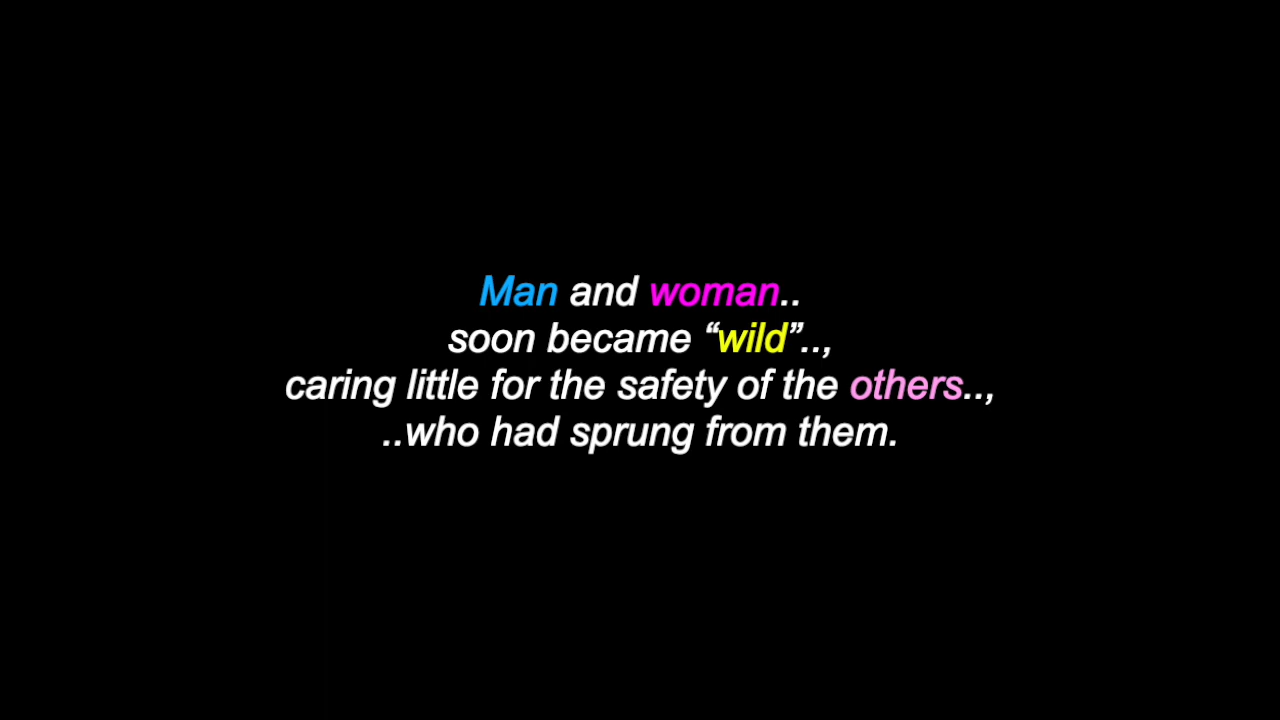 Man and woman..
soon became “wild”..,
caring little for the safety of the others..,
..who had sprung from them.